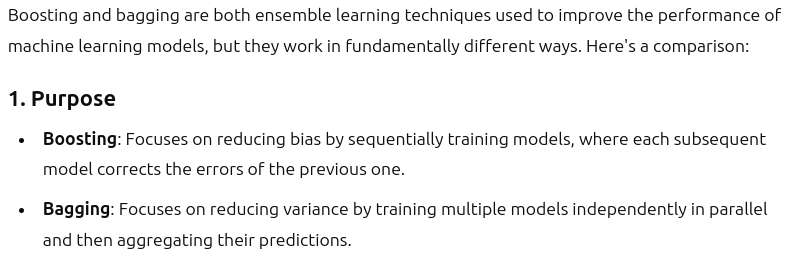 Boosting and bagging are both ensemble learning techniques used to improve the performance of
machine learning models, but they work in fundamentally different ways. Here's a comparison:
1. Purpose
• Boosting: Focuses on reducing bias by sequentially training models, where each subsequent
model corrects the errors of the previous one.
• Bagging: Focuses on reducing variance by training multiple models independently in parallel
and then aggregating their predictions.